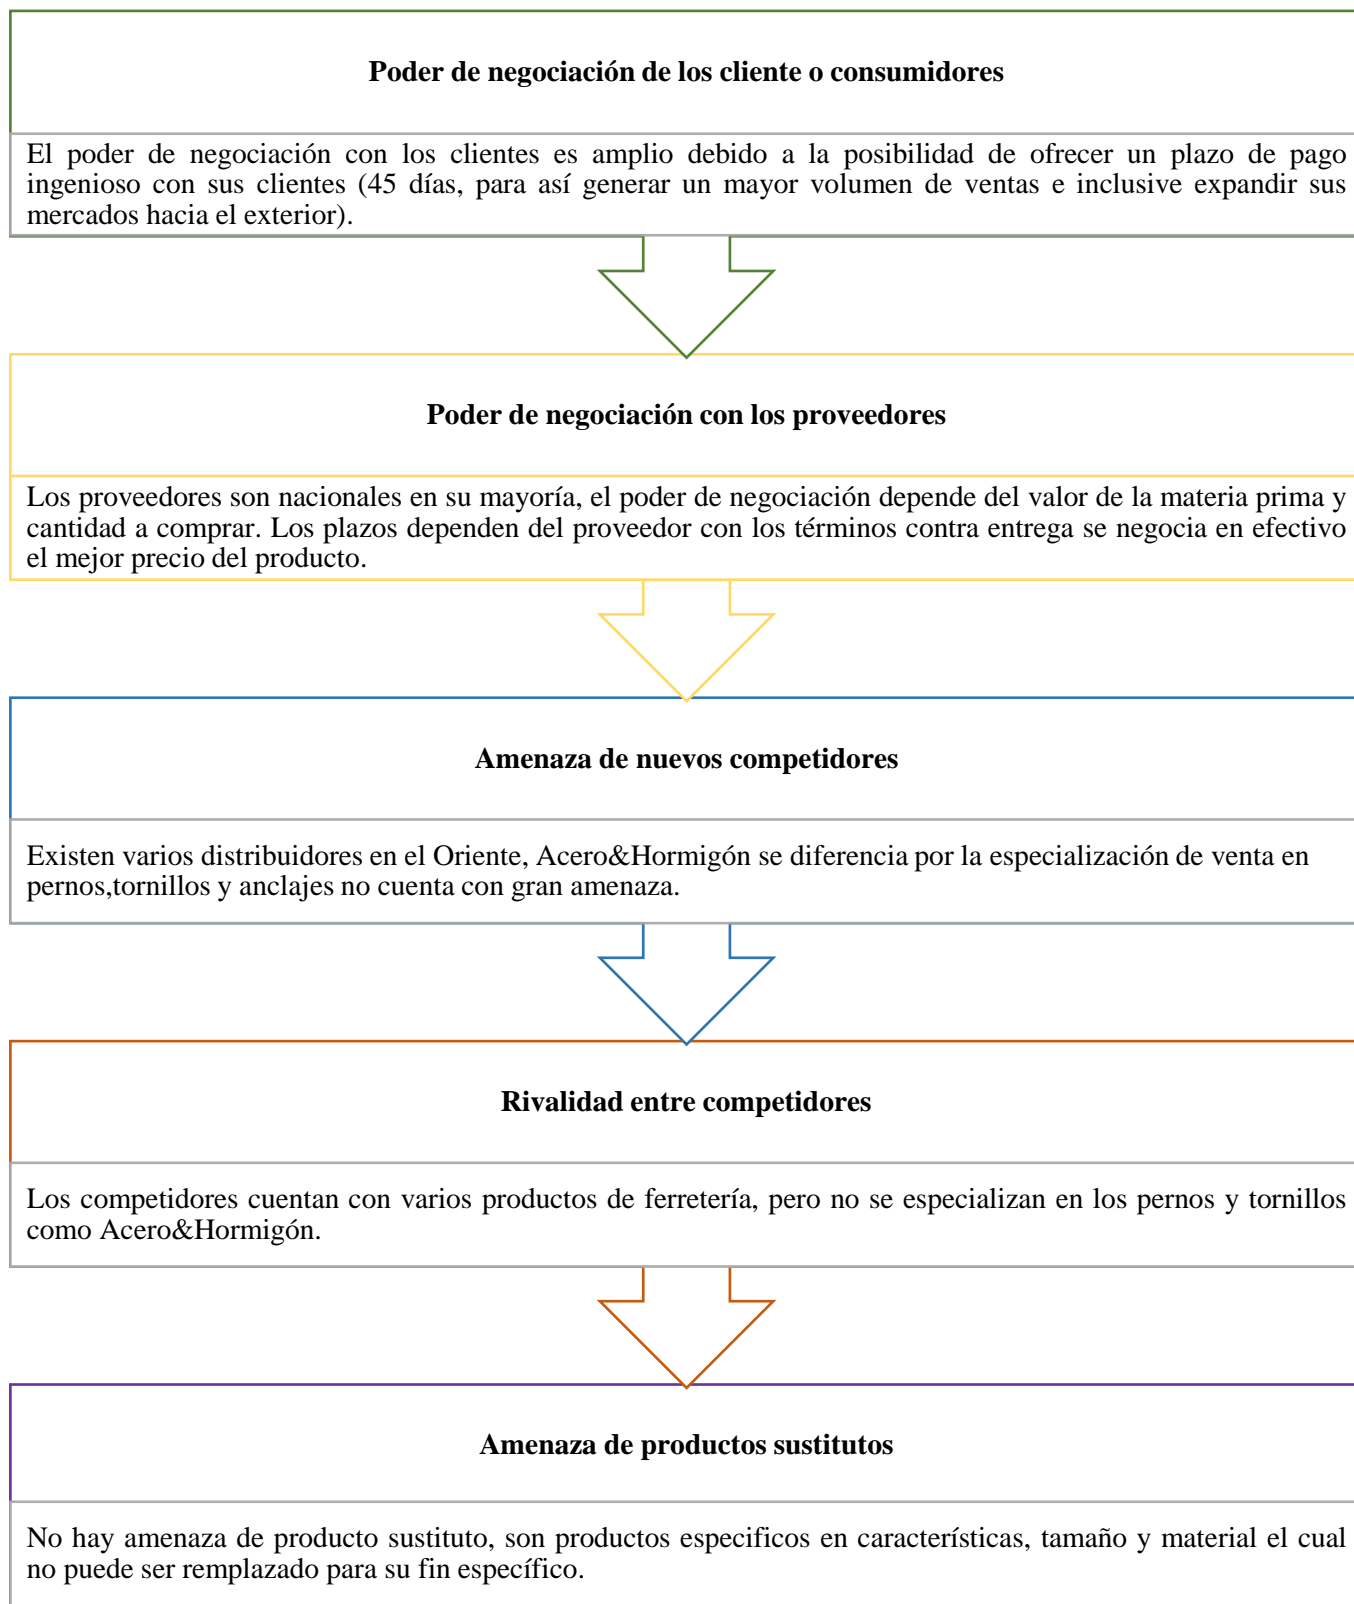 Poder de negociación de los cliente o consumidores
El poder de negociación con los clientes es amplio debido a la posibilidad de ofrecer un plazo de pago
ingenioso con sus clientes (45 días, para así generar un mayor volumen de ventas e inclusive expandir sus
mercados hacia el exterior).
Poder de negociación con los proveedores
Los proveedores son nacionales en su mayoría, el poder de negociación depende del valor de la materia prima y
cantidad a comprar. Los plazos dependen del proveedor con los términos contra entrega se negocia en efectivo
el mejor precio del producto.
Amenaza de nuevos competidores
Existen varios distribuidores en el Oriente, Acero&Hormigón se diferencia por la especialización de venta en
pernos,tornillos y anclajes no cuenta con gran amenaza.
Rivalidad entre competidores
Los competidores cuentan con varios productos de ferretería, pero no se especializan en los pernos y tornillos
como Acero&Hormigón.
Amenaza de productos sustitutos
No hay amenaza de producto sustituto, son productos especificos en características, tamaño y material el cual
no puede ser remplazado para su fin específico.